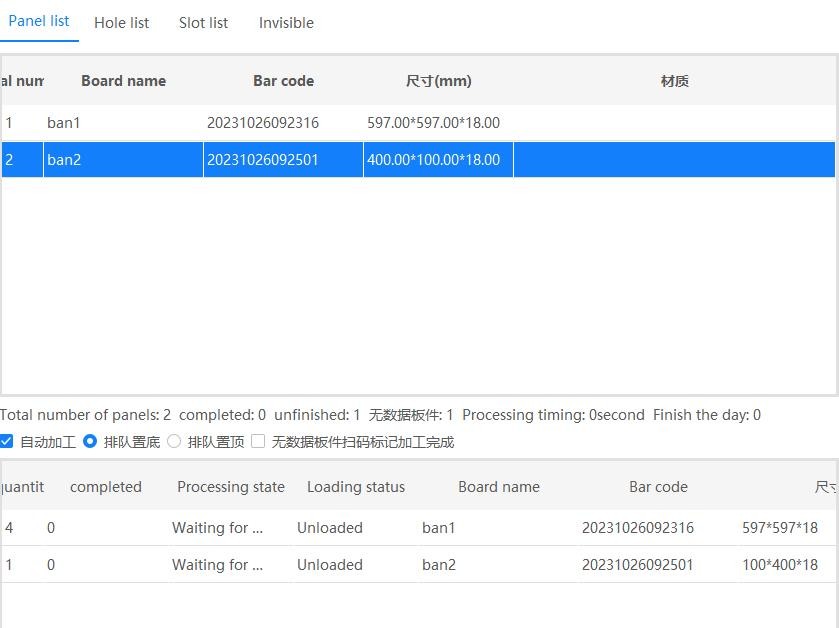 Panel list Hole list Slot list Invisible
al num Board name Bar code 尺寸(mm) 材质
1 ban1 20231026092316 597.00*597.00*18.00
2 ban2 20231026092501 400.00*100.00*18.00
Total number of panels: 2 completed: 0 unfinished: 1 无数据板件: 1 Processing timing: 0second Finish the day: 0
自动加工 排队置底 排队置顶 无数据板件扫码标记加工完成
uantit completed Processing state Loading status Board name Bar code 尺寸
4 0 Waiting for ... Unloaded ban1 20231026092316 597*597*18
1 0 Waiting for ... Unloaded ban2 20231026092501 100*400*18